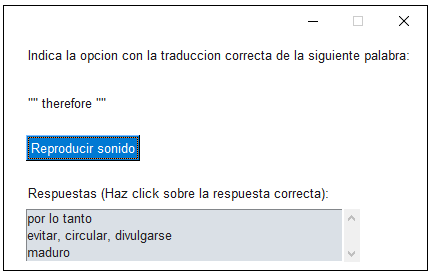 Indica la opcion con la traduccion correcta de la siguiente palabra:
"" therefore ""
Reproducir sonido
Respuestas (Haz click sobre la respuesta correcta):
por lo tanto
evitar, circular, divulgarse
maduro